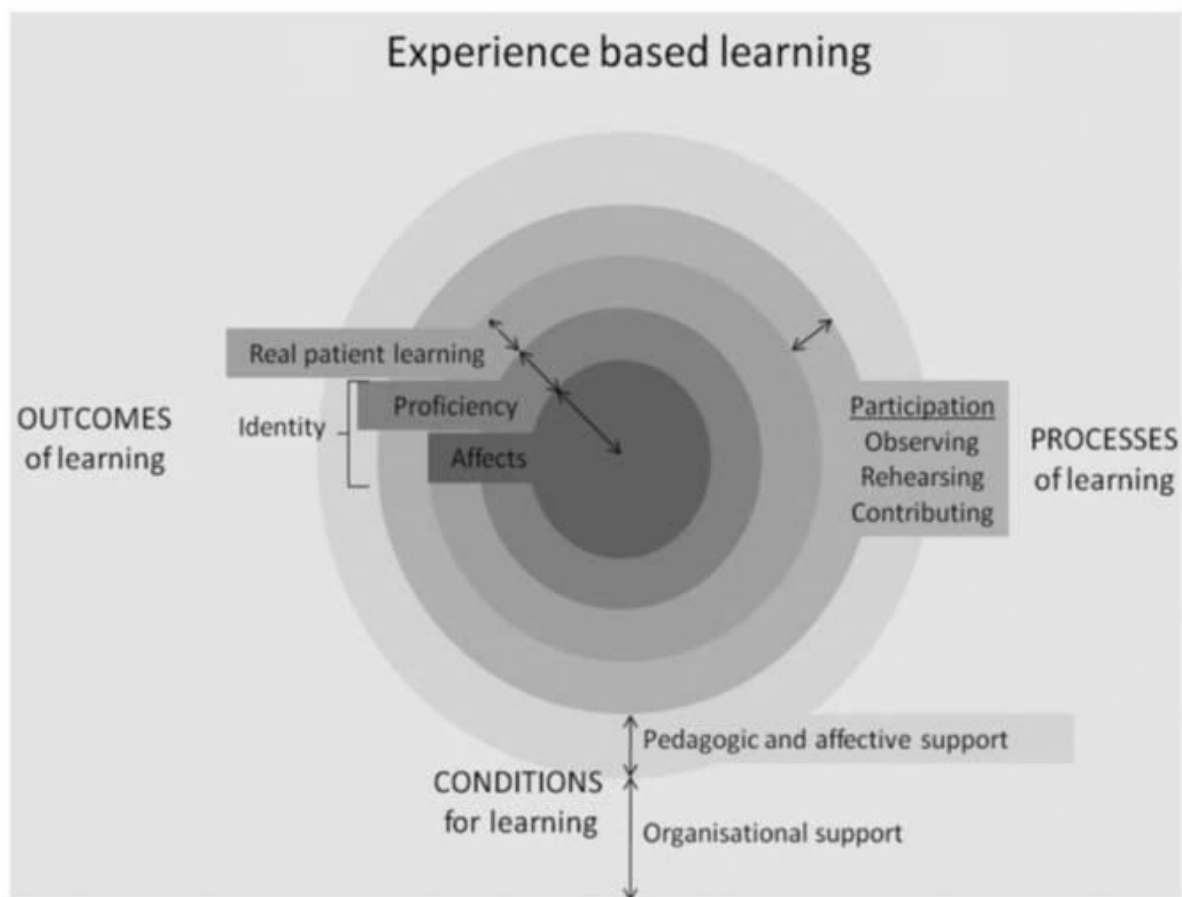 Experience based learning
Real patient learning
Proficiency
Identity
Affects
OUTCOMES
of learning
Participation
Observing
Rehearsing
Contributing
PROCESSES
of learning
Pedagogic and affective support
CONDITIONS
for learning
Organisational support